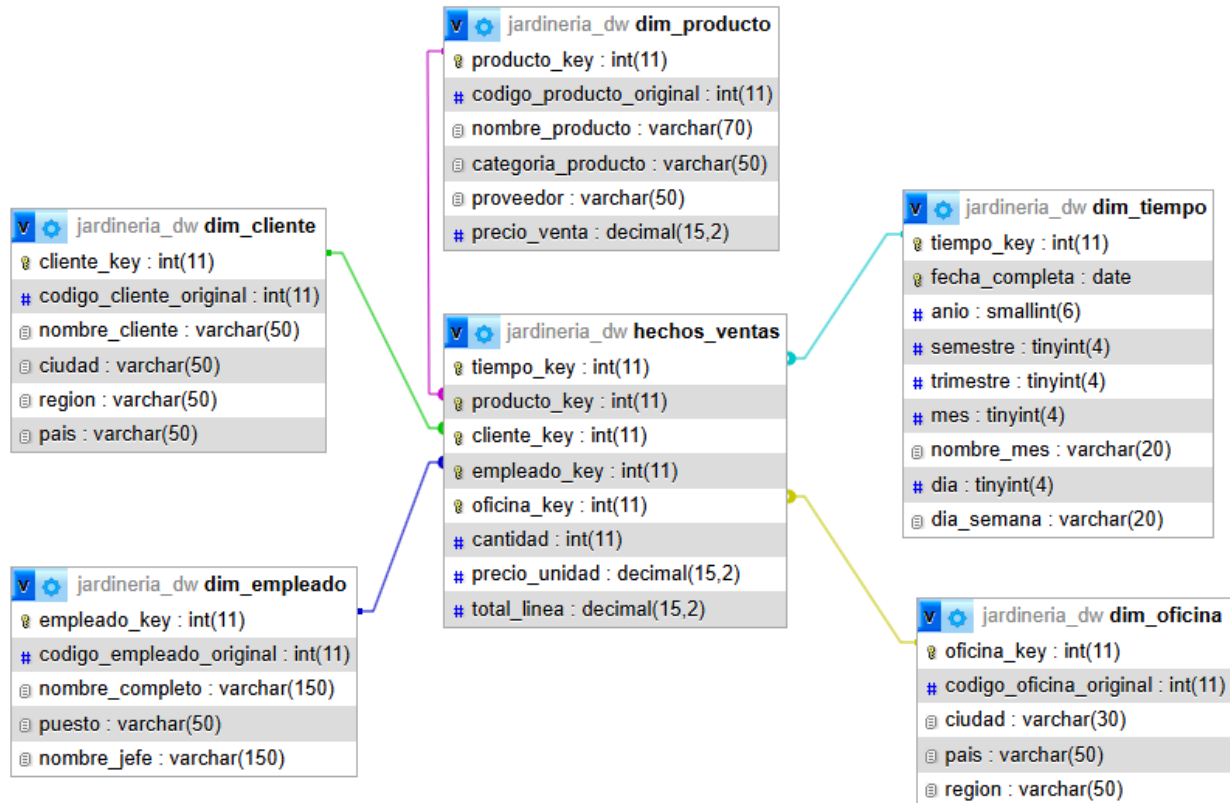 jardineria_dw dim_producto
producto_key : int(11)
# codigo_producto_original : int(11)
nombre_producto : varchar(70)
categoria_producto : varchar(50)
proveedor : varchar(50)
# precio_venta : decimal(15,2)
jardineria_dw dim_cliente
cliente_key : int(11)
# codigo_cliente_original : int(11)
nombre_cliente : varchar(50)
ciudad : varchar(50)
region : varchar(50)
pais : varchar(50)
jardineria_dw hechos_ventas
tiempo_key : int(11)
producto_key : int(11)
cliente_key : int(11)
empleado_key : int(11)
oficina_key : int(11)
# cantidad : int(11)
# precio_unidad : decimal(15,2)
# total_linea : decimal(15,2)
jardineria_dw dim_tiempo
tiempo_key : int(11)
fecha_completa : date
# anio : smallint(6)
# semestre : tinyint(4)
# trimestre : tinyint(4)
# mes : tinyint(4)
nombre_mes : varchar(20)
# dia : tinyint(4)
dia_semana : varchar(20)
jardineria_dw dim_empleado
empleado_key : int(11)
# codigo_empleado_original : int(11)
nombre_completo : varchar(150)
puesto : varchar(50)
nombre_jefe : varchar(150)
jardineria_dw dim_oficina
oficina_key : int(11)
# codigo_oficina_original : int(11)
ciudad : varchar(30)
pais : varchar(50)
region : varchar(50)